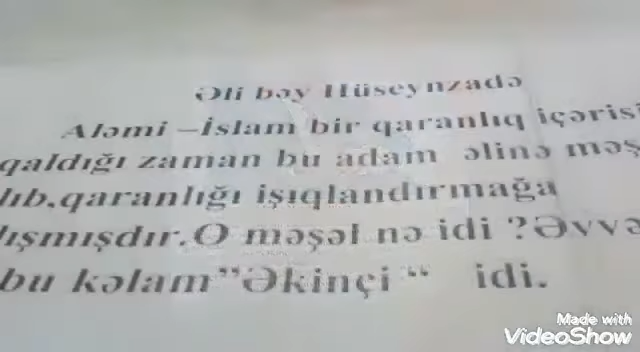 Əli bəy Hüseynzadə
Aləmi –İslam bir qaranlıq içəris
qaldığı zaman bu adam əlinə məş
lıb,qaranlığı işıqlandırmağa
lışmışdır.O məşəl nə idi ?Əvvə
bu kəlam"Əkinçi “ idi.
Made with
VideoShow